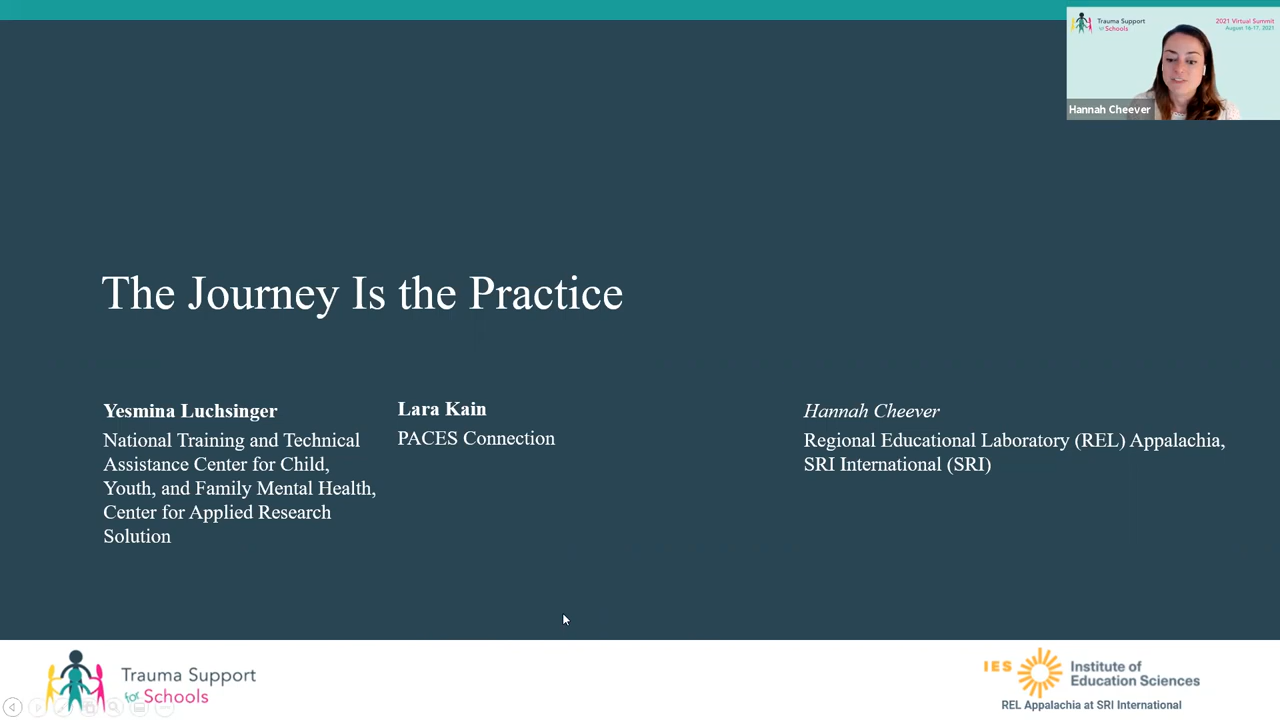 Trauma Support
for Schools
2021 Virtual Summit
August 16-17, 2021
Hannah Cheever
The Journey Is the Practice
Yesmina Luchsinger
National Training and Technical
Assistance Center for Child,
Youth, and Family Mental Health,
Center for Applied Research
Solution
Lara Kain
PACES Connection
Hannah Cheever
Regional Educational Laboratory (REL) Appalachia,
SRI International (SRI)
Trauma Support
for Schools
IES Institute of
Education Sciences
REL Appalachia at SRI International